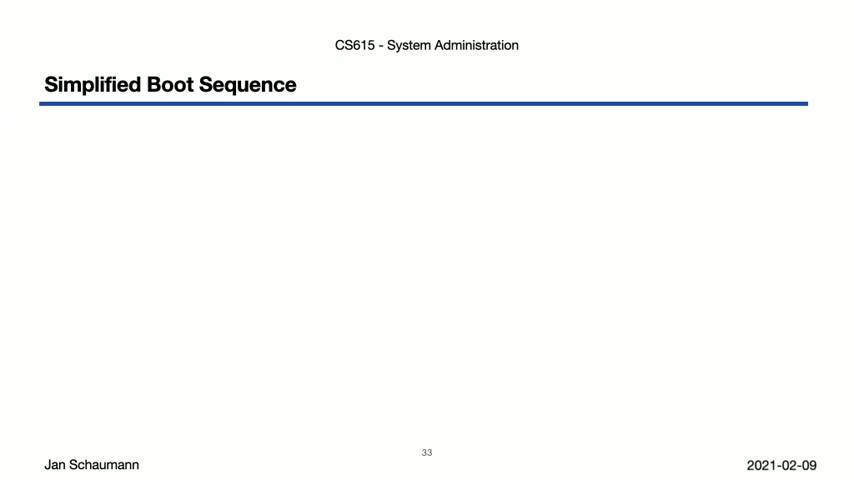 CS615 - System Administration
Simplified Boot Sequence
33
Jan Schaumann
2021-02-09